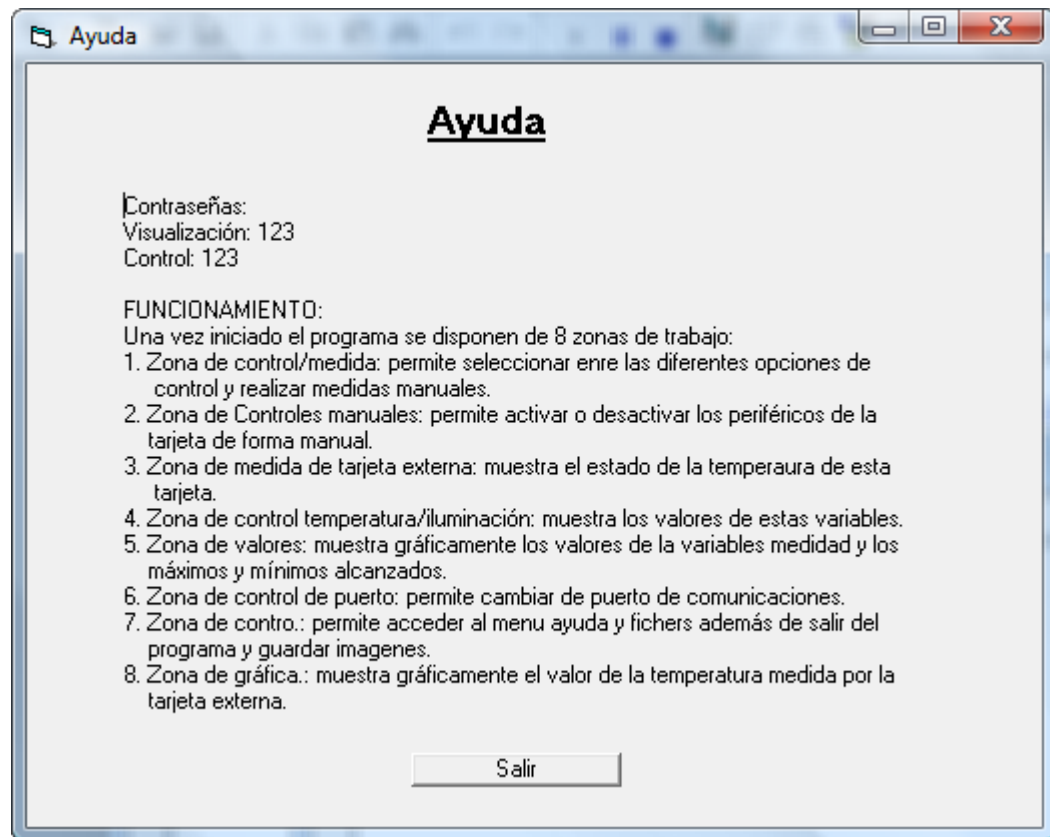 Ayuda
Ayuda
Contraseñas:
Visualización: 123
Control: 123
FUNCIONAMIENTO:
Una vez iniciado el programa se disponen de 8 zonas de trabajo:
1. Zona de control/medida: permite seleccionar enre las diferentes opciones de
control y realizar medidas manuales.
2. Zona de Controles manuales: permite activar o desactivar los periféricos de la
tarjeta de forma manual.
3. Zona de medida de tarjeta externa: muestra el estado de la temperaura de esta
tarjeta.
4. Zona de control temperatura/iluminación: muestra los valores de estas variables.
5. Zona de valores: muestra gráficamente los valores de la variables medidad y los
máximos y mínimos alcanzados.
6. Zona de control de puerto: permite cambiar de puerto de comunicaciones.
7. Zona de contro.: permite acceder al menu ayuda y fichers además de salir del
programa y guardar imagenes.
8. Zona de gráfica.: muestra gráficamente el valor de la temperatura medida por la
tarjeta externa.
Salir